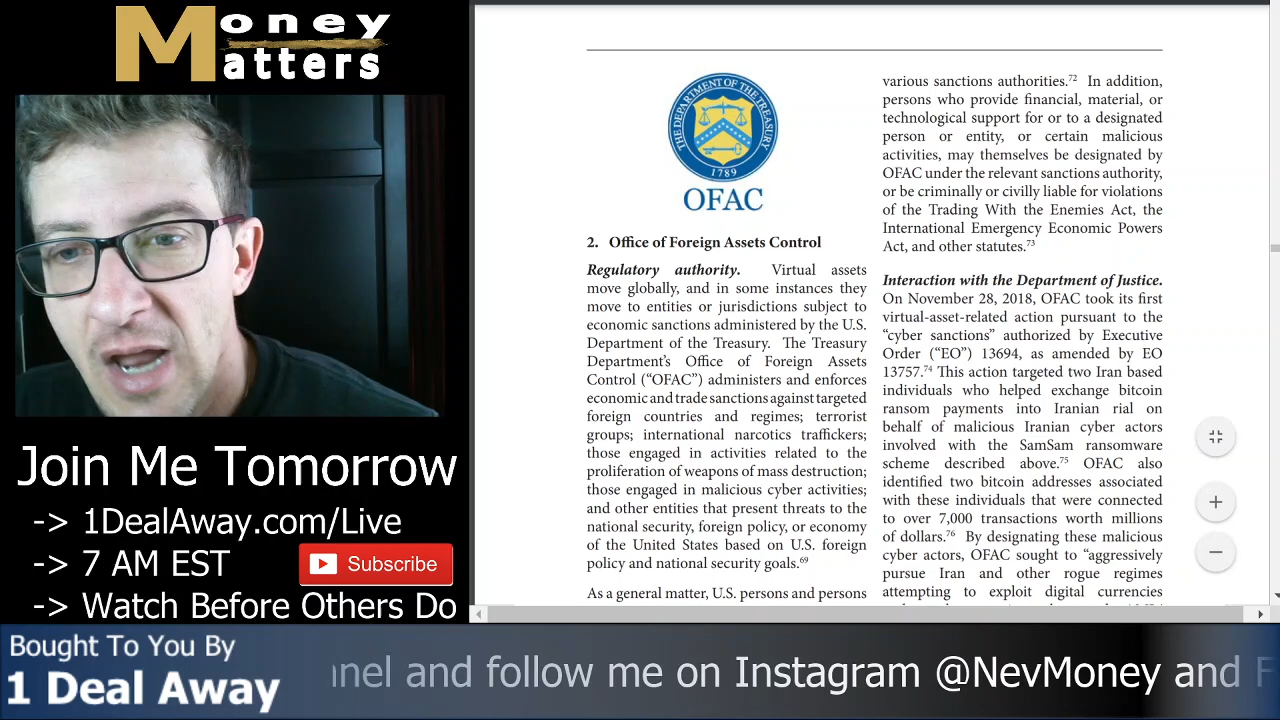 Money
Matters
Join Me Tomorrow
-> 1DealAway.com/Live
-> 7 AM EST
Subscribe
-> Watch Before Others Do
THE DEPARTMENT OF THE TREASURY
1789
OFAC
2. Office of Foreign Assets Control
Regulatory authority. Virtual assets
move globally, and in some instances they
move to entities or jurisdictions subject to
economic sanctions administered by the U.S.
Department of the Treasury. The Treasury
Department’s Office of Foreign Assets
Control (“OFAC”) administers and enforces
economic and trade sanctions against targeted
foreign countries and regimes; terrorist
groups; international narcotics traffickers;
those engaged in activities related to the
proliferation of weapons of mass destruction;
those engaged in malicious cyber activities;
and other entities that present threats to the
national security, foreign policy, or economy
of the United States based on U.S. foreign
policy and national security goals.69
As a general matter, U.S. persons and persons
various sanctions authorities.72 In addition,
persons who provide financial, material, or
technological support for or to a designated
person or entity, or certain malicious
activities, may themselves be designated by
OFAC under the relevant sanctions authority,
or be criminally or civilly liable for violations
of the Trading With the Enemies Act, the
International Emergency Economic Powers
Act, and other statutes.73
Interaction with the Department of Justice.
On November 28, 2018, OFAC took its first
virtual-asset-related action pursuant to the
“cyber sanctions” authorized by Executive
Order (“EO”) 13694, as amended by EO
13757.74 This action targeted two Iran based
individuals who helped exchange bitcoin
ransom payments into Iranian rial on
behalf of malicious Iranian cyber actors
involved with the SamSam ransomware
scheme described above.75 OFAC also
identified two bitcoin addresses associated
with these individuals that were connected
to over 7,000 transactions worth millions
of dollars.76 By designating these malicious
cyber actors, OFAC sought to “aggressively
pursue Iran and other rogue regimes
attempting to exploit digital currencies
Bought To You By
1 Deal Away
nnel and follow me on Instagram @NevMoney and F